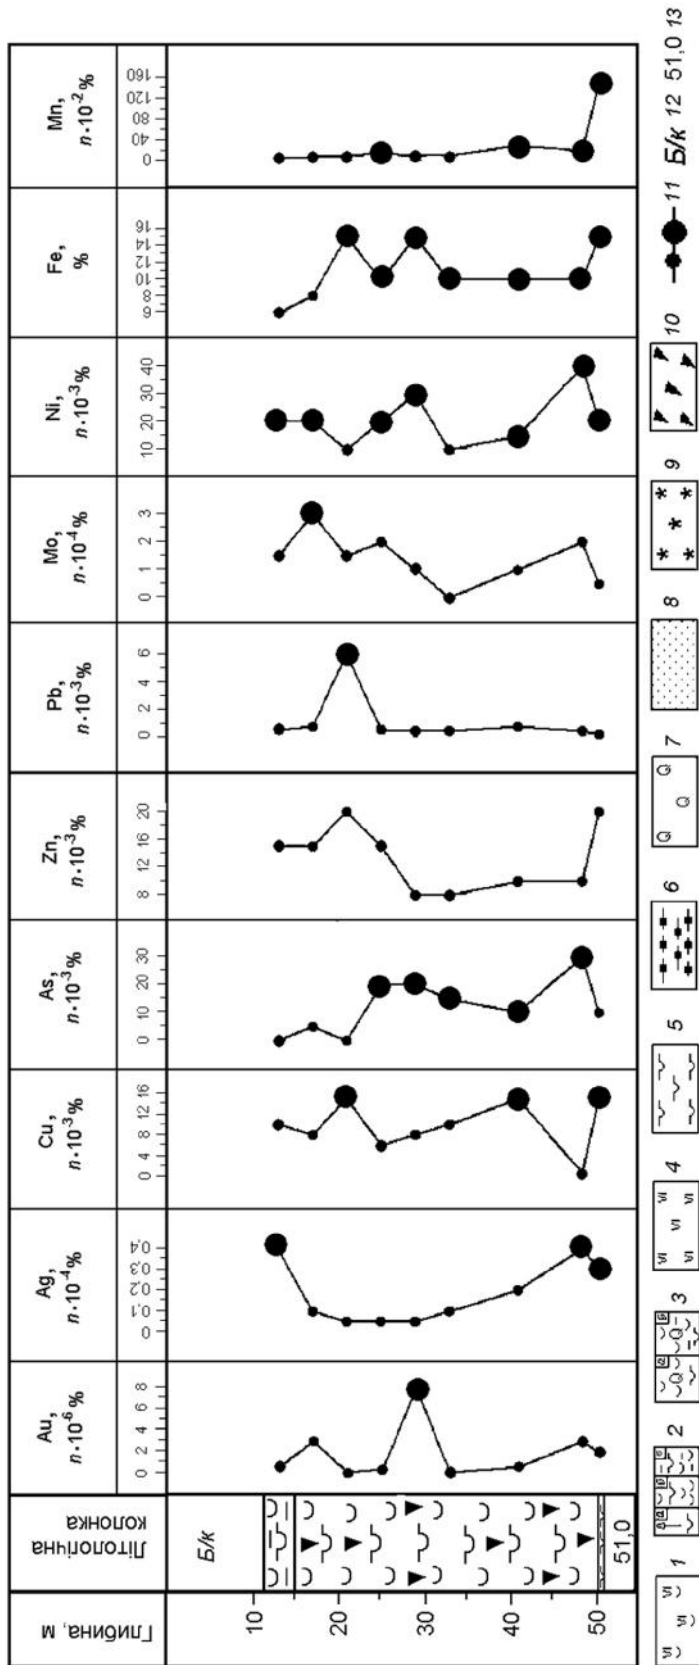 Глибина, м
Літологічна колонка
Au, n·10⁻⁶%
Ag, n·10⁻⁴%
Cu, n·10⁻³%
As, n·10⁻³%
Zn, n·10⁻³%
Pb, n·10⁻³%
Mo, n·10⁻⁴%
Ni, n·10⁻³%
Fe, %
Mn, n·10⁻²%
0 2 4 6 8
0 0,1 0,2 0,3 0,4
0 4 8 12 16
0 10 20 30
8 12 16 20
0 2 4 6
0 1 2 3
10 20 30 40
6 8 10 12 14 16
0 40 80 120 160
Б/к
10
20
30
40
50
51,0
1 2 3 4 5 6 7 8 9 10 11 Б/к 12 51,0 13